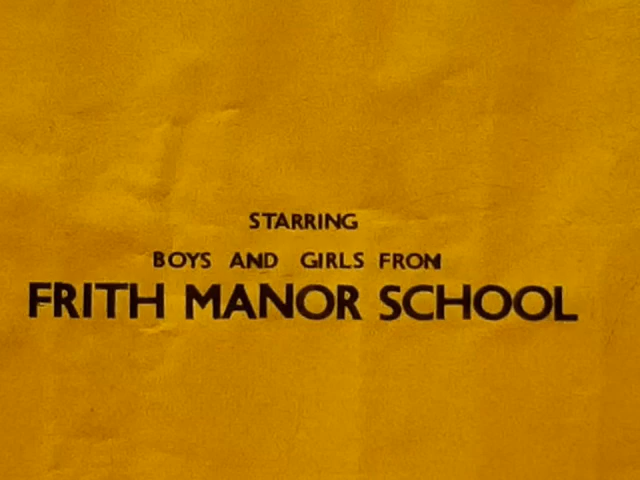 STARRING
BOYS AND GIRLS FROM
FRITH MANOR SCHOOL